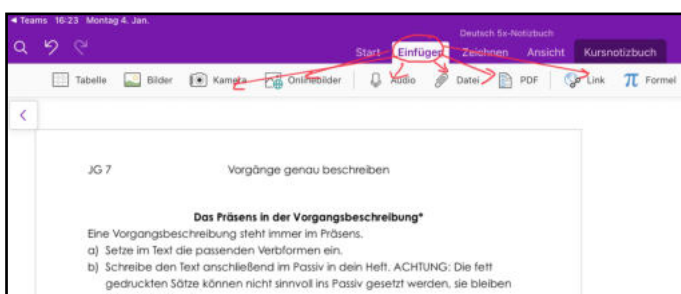 Teams 16:23 Montag 4. Jan.
Deutsch 5x-Notizbuch
Start Einfügen Zeichnen Ansicht Kursnotizbuch
Tabelle Bilder Kamera Onlinebilder Audio Datei PDF Link Formel
JG 7 Vorgänge genau beschreiben
Das Präsens in der Vorgangsbeschreibung*
Eine Vorgangsbeschreibung steht immer im Präsens.
a) Setze im Text die passenden Verbformen ein.
b) Schreibe den Text anschließend im Passiv in dein Heft. ACHTUNG: Die fett
gedruckten Sätze können nicht sinnvoll ins Passiv gesetzt werden, sie bleiben